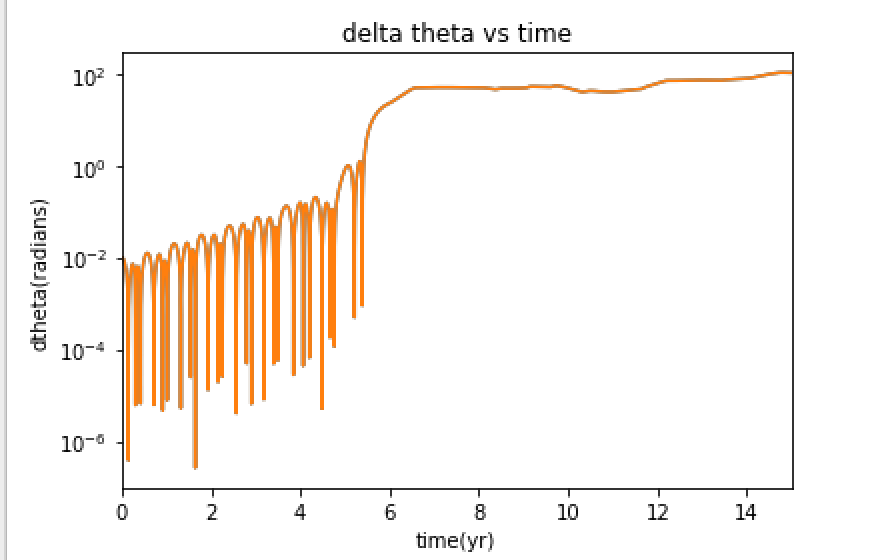 delta theta vs time
dtheta(radians)
10²
10⁰
10⁻²
10⁻⁴
10⁻⁶
0 2 4 6 8 10 12 14
time(yr)